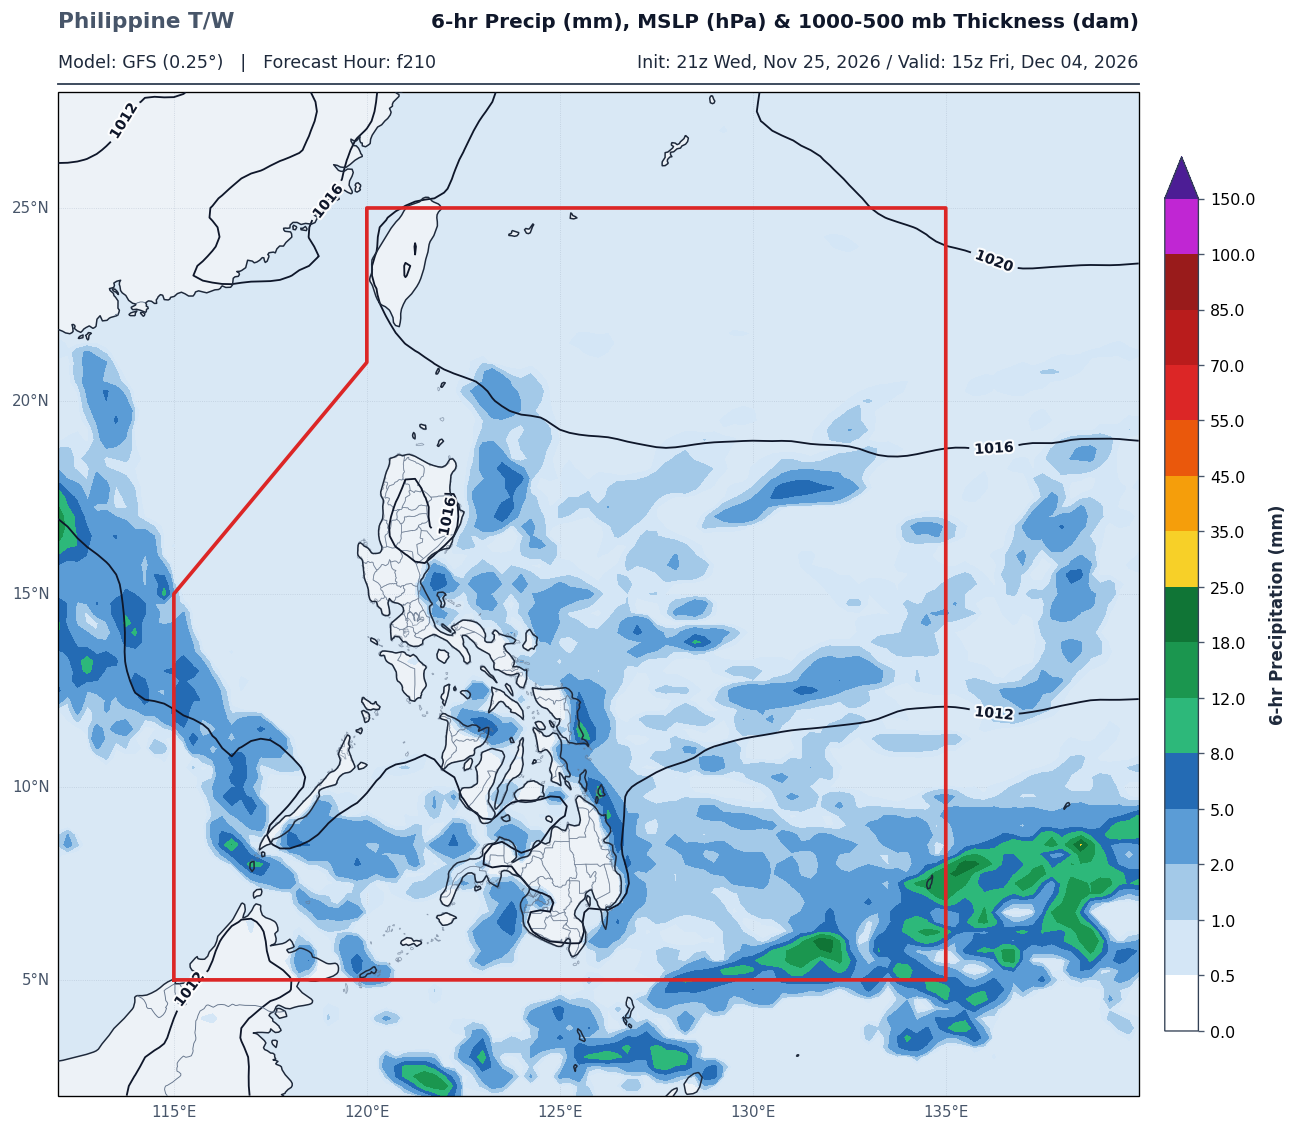 Philippine T/W
6-hr Precip (mm), MSLP (hPa) & 1000-500 mb Thickness (dam)
Model: GFS (0.25°) | Forecast Hour: f210
Init: 21z Wed, Nov 25, 2026 / Valid: 15z Fri, Dec 04, 2026
1012
1016
1020
1016
1016
1012
1012
25°N
20°N
15°N
10°N
5°N
115°E
120°E
125°E
130°E
135°E
150.0
100.0
85.0
70.0
55.0
45.0
35.0
25.0
18.0
12.0
8.0
5.0
2.0
1.0
0.5
0.0
6-hr Precipitation (mm)